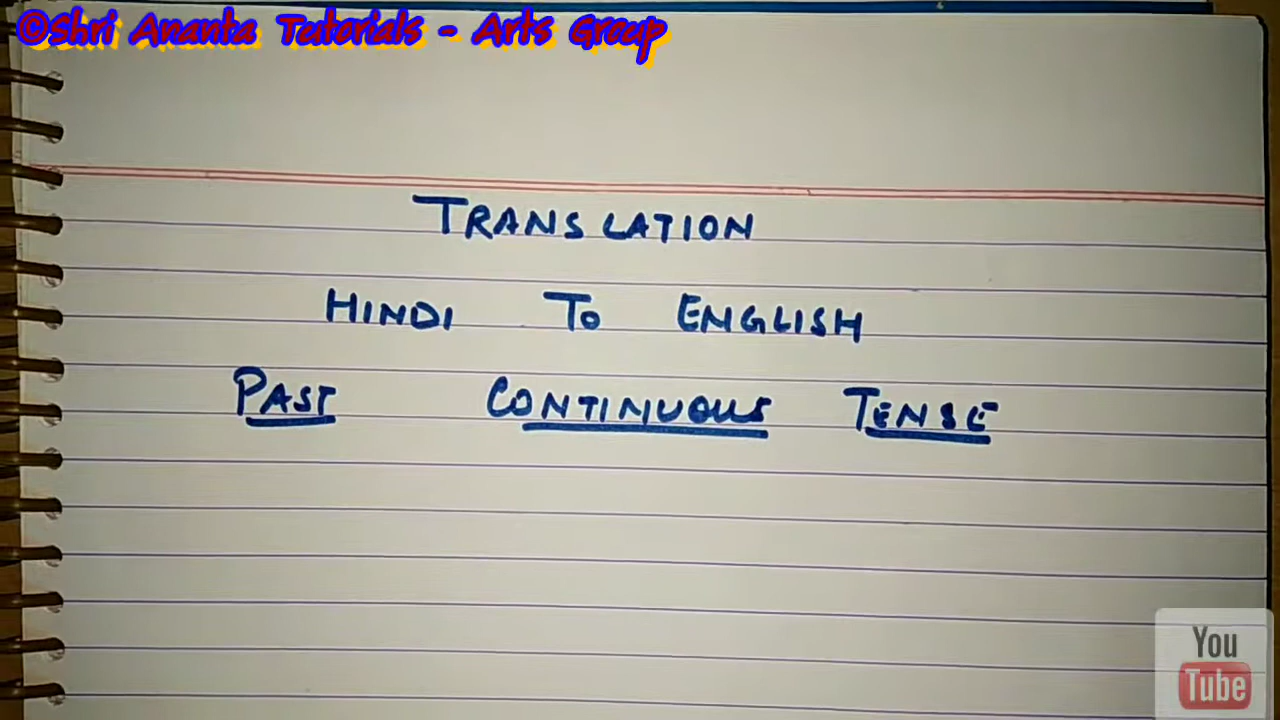 ©Shri Ananta Tutorials - Arts Group
TRANSLATION
HINDI To ENGLISH
PAST CONTINUOUS TENSE
You
Tube